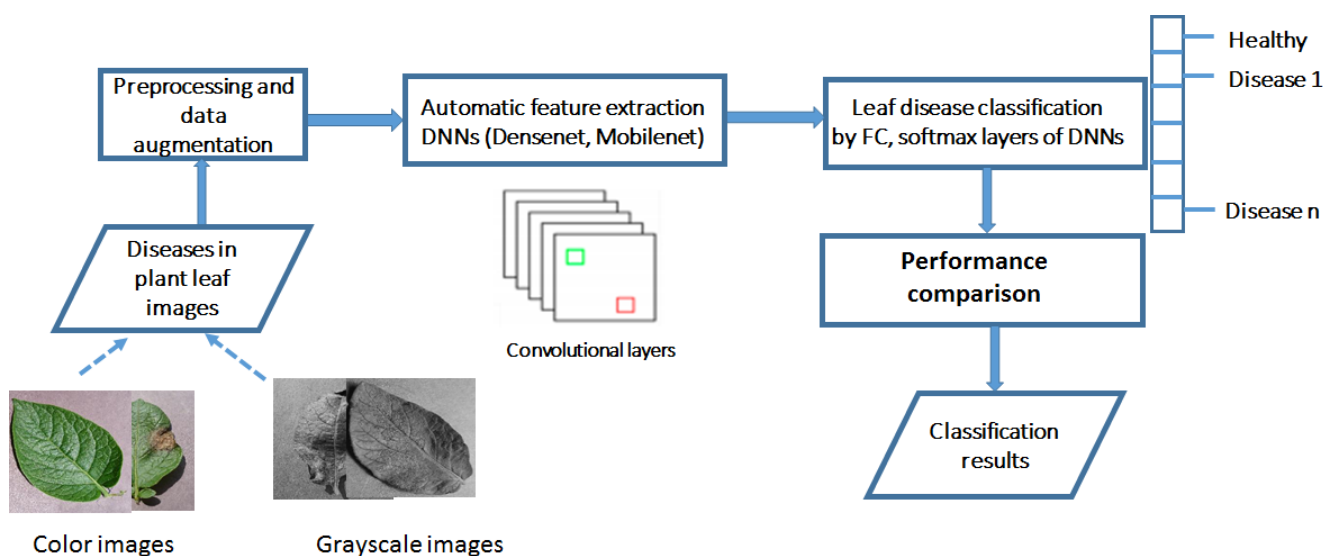 Preprocessing and
data
augmentation
Automatic feature extraction
DNNs (Densenet, Mobilenet)
Leaf disease classification
by FC, softmax layers of DNNs
Healthy
Disease 1
Disease n
Diseases in
plant leaf
images
Convolutional layers
Performance
comparison
Classification
results
Color images
Grayscale images